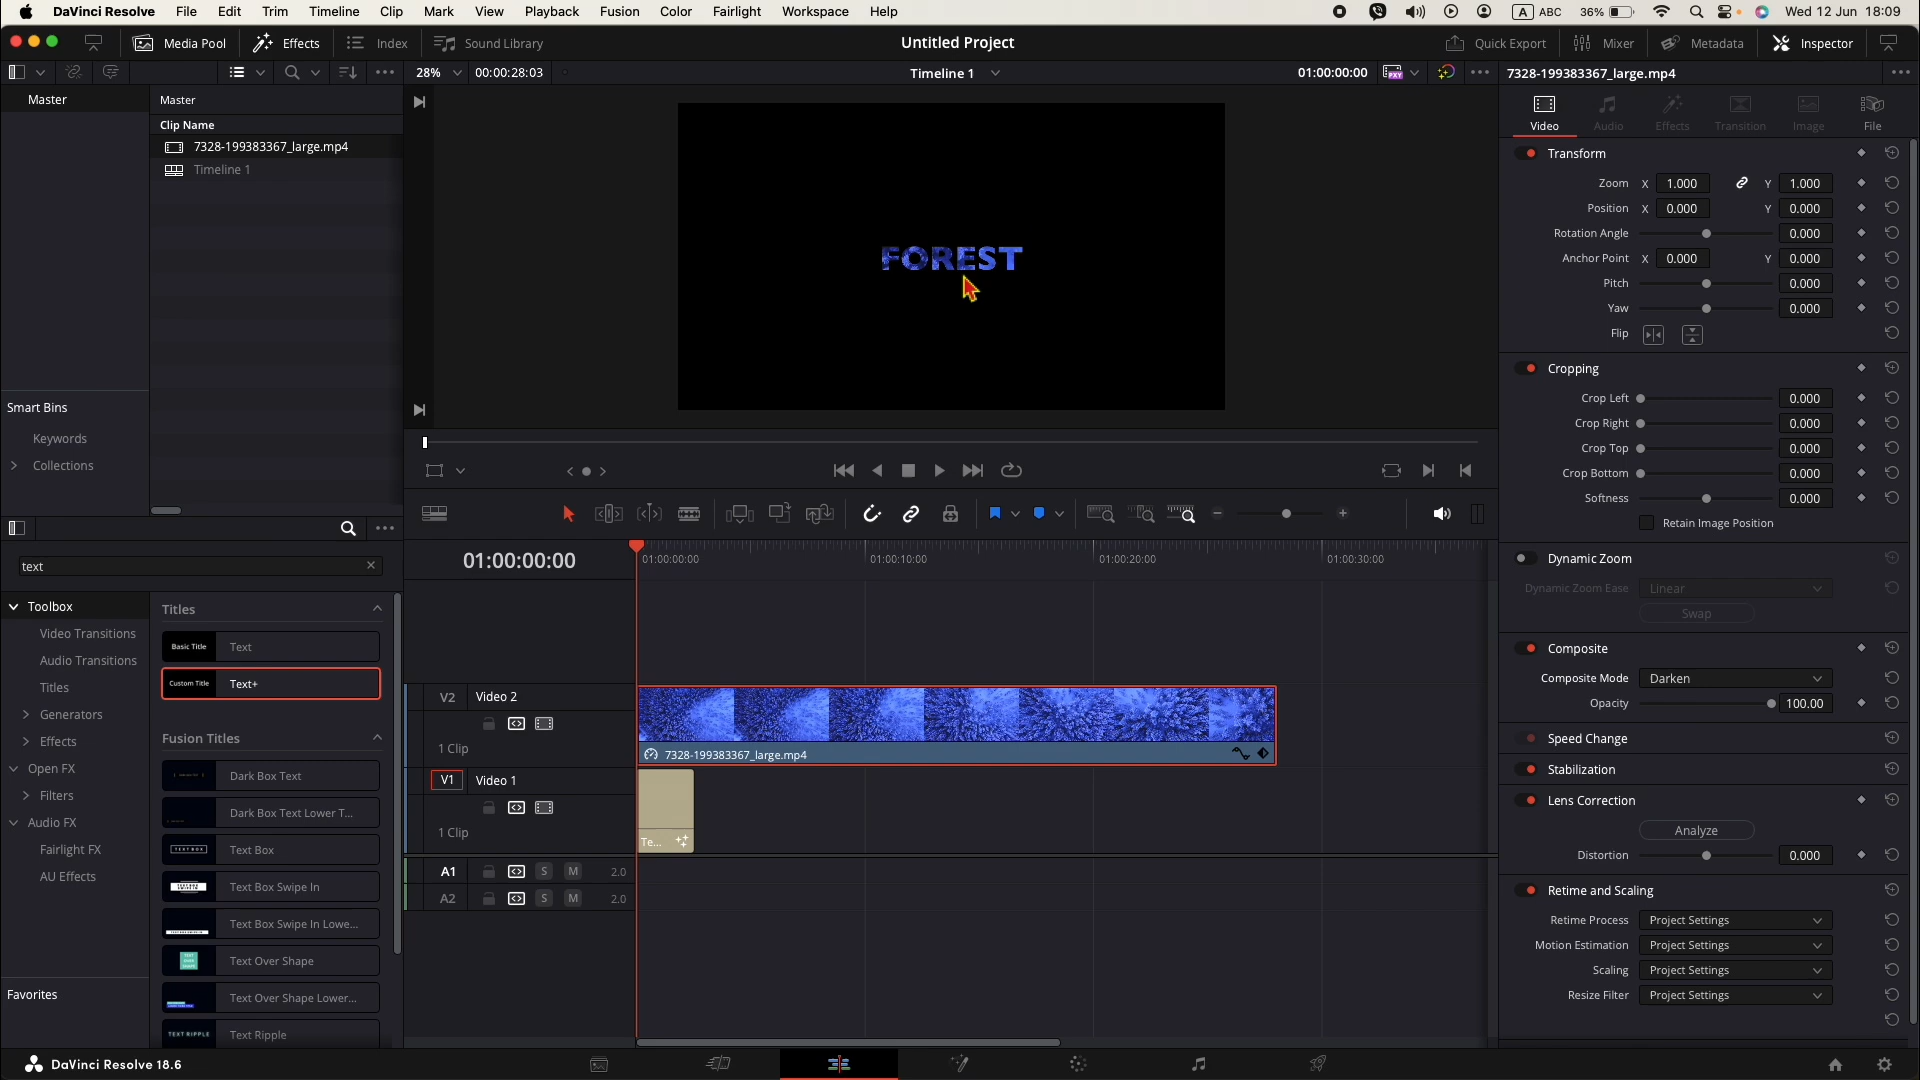 DaVinci Resolve File Edit Trim Timeline Clip Mark View Playback Fusion Color Fairlight Workspace Help A ABC 36% Wed 12 Jun 18:09
Media Pool Effects Index Sound Library Untitled Project Quick Export Mixer Metadata Inspector
28% 00:00:28:03 Timeline 1 01:00:00:00 PXY 7328-199383367_large.mp4
Master Master
Clip Name
7328-199383367_large.mp4
Timeline 1
Smart Bins
Keywords
Collections
FOREST
Video Audio Effects Transition Image File
Transform
Zoom X 1.000 Y 1.000
Position X 0.000 Y 0.000
Rotation Angle 0.000
Anchor Point X 0.000 Y 0.000
Pitch 0.000
Yaw 0.000
Flip
Cropping
Crop Left 0.000
Crop Right 0.000
Crop Top 0.000
Crop Bottom 0.000
Softness 0.000
Retain Image Position
Dynamic Zoom
Dynamic Zoom Ease Linear
Swap
Composite
Composite Mode Darken
Opacity 100.00
Speed Change
Stabilization
Lens Correction
Analyze
Distortion 0.000
Retime and Scaling
Retime Process Project Settings
Motion Estimation Project Settings
Scaling Project Settings
Resize Filter Project Settings
text
Toolbox
Video Transitions
Audio Transitions
Titles
Generators
Effects
Open FX
Filters
Audio FX
Fairlight FX
AU Effects
Favorites
Titles
Basic Title Text
Custom Title Text+
Fusion Titles
Dark Box Text
Dark Box Text Lower T...
TEXT BOX Text Box
Text Box Swipe In
Text Box Swipe In Lowe...
TEXT OVER SHAPE Text Over Shape
Text Over Shape Lower...
TEXT RIPPLE Text Ripple
01:00:00:00 01:00:00:00 01:00:10:00 01:00:20:00 01:00:30:00
V2 Video 2
1 Clip
7328-199383367_large.mp4
V1 Video 1
1 Clip
Te...
A1 S M 2.0
A2 S M 2.0
DaVinci Resolve 18.6